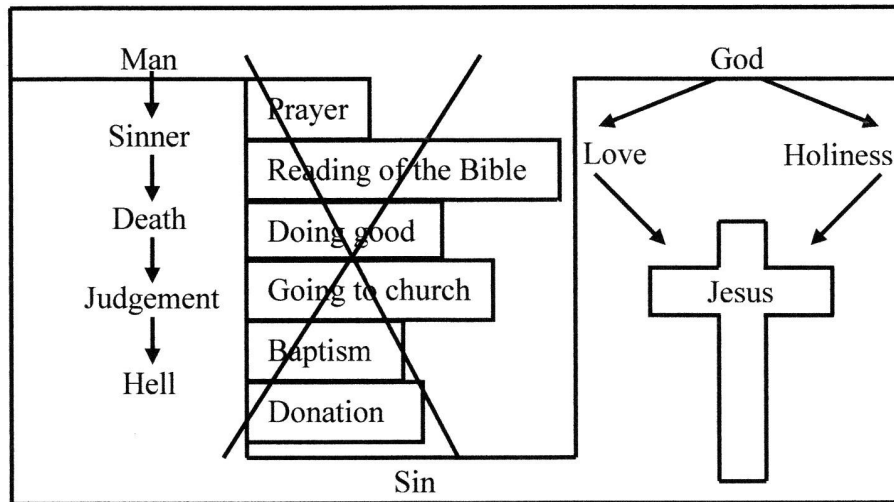 Man
Sinner
Death
Judgement
Hell
Prayer
Reading of the Bible
Doing good
Going to church
Baptism
Donation
Sin
God
Love
Holiness
Jesus